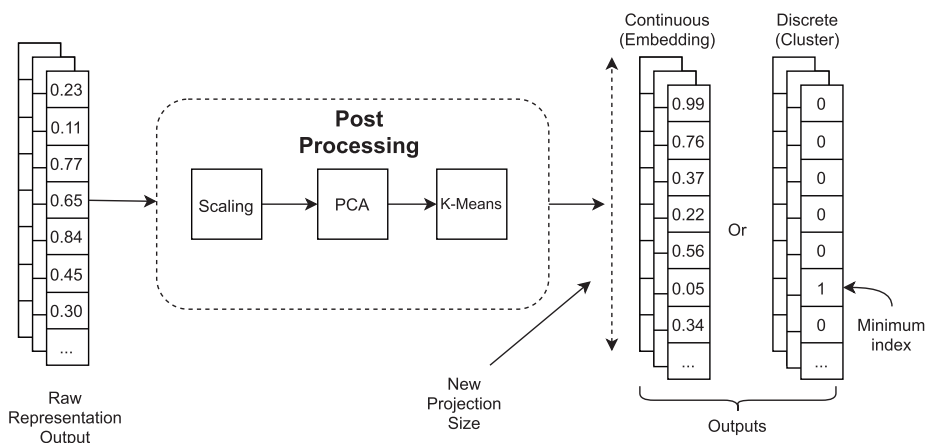 0.23
0.11
0.77
0.65
0.84
0.45
0.30
...
Raw
Representation
Output
Post
Processing
Scaling
PCA
K-Means
New
Projection
Size
Continuous
(Embedding)
0.99
0.76
0.37
0.22
0.56
0.05
0.34
...
Or
Discrete
(Cluster)
0
0
0
0
0
1
0
...
Minimum
index
Outputs